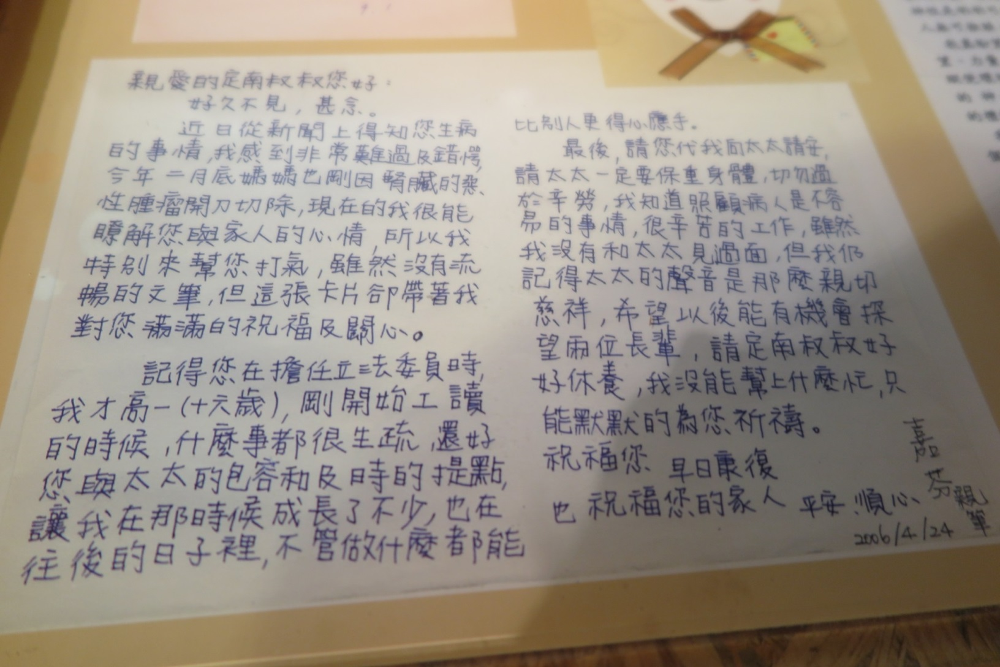 親愛的定南叔叔您好：
好久不見，甚念。
近日從新聞上得知您生病
的事情，我感到非常難過及錯愕，
今年二月底媽媽也剛因腎臟的惡
性腫瘤開刀切除，現在的我很能
瞭解您與家人的心情，所以我
特別來幫您打氣，雖然沒有流
暢的文筆，但這張卡片卻帶著我
對您滿滿的祝福及關心。
記得您在擔任立法委員時，
我才高一(十六歲)，剛開始工讀
的時候，什麼事都很生疏，還好
您與太太的包容和及時的提點，
讓我在那時候成長了不少，也在
往後的日子裡，不管做什麼都能
比別人更得心應手。
最後，請您代我向太太請安，
請太太一定要保重身體，切勿過
於辛勞，我知道照顧病人是不容
易的事情，很辛苦的工作，雖然
我沒有和太太見過面，但我仍
記得太太的聲音是那麼親切
慈祥，希望以後能有機會探
望兩位長輩，請定南叔叔好
好休養，我沒能幫上什麼忙，只
能默默的為您祈禱。
祝福您 早日康復
也祝福您的家人 平安、順心
嘉芬親筆
2006/4/24